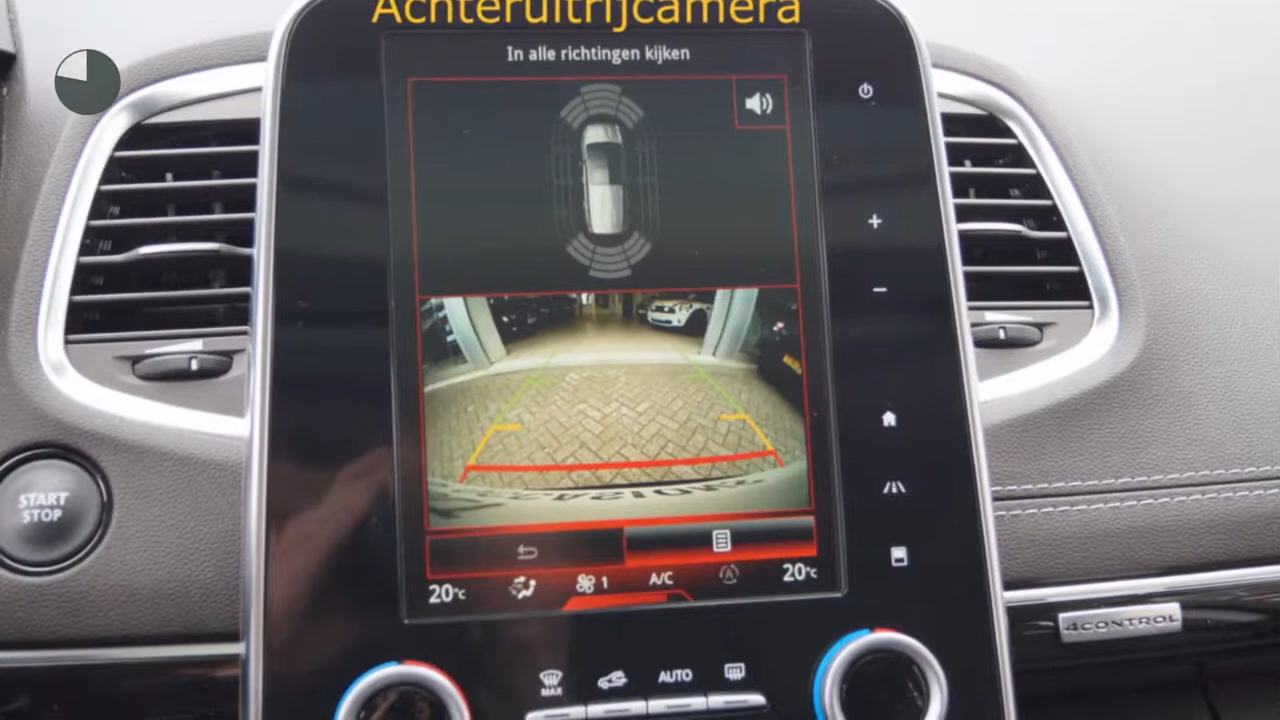 Achteruitrijcamera
In alle richtingen kijken
START
STOP
20°c
1
A/C
20°c
4CONTROL
MAX
AUTO